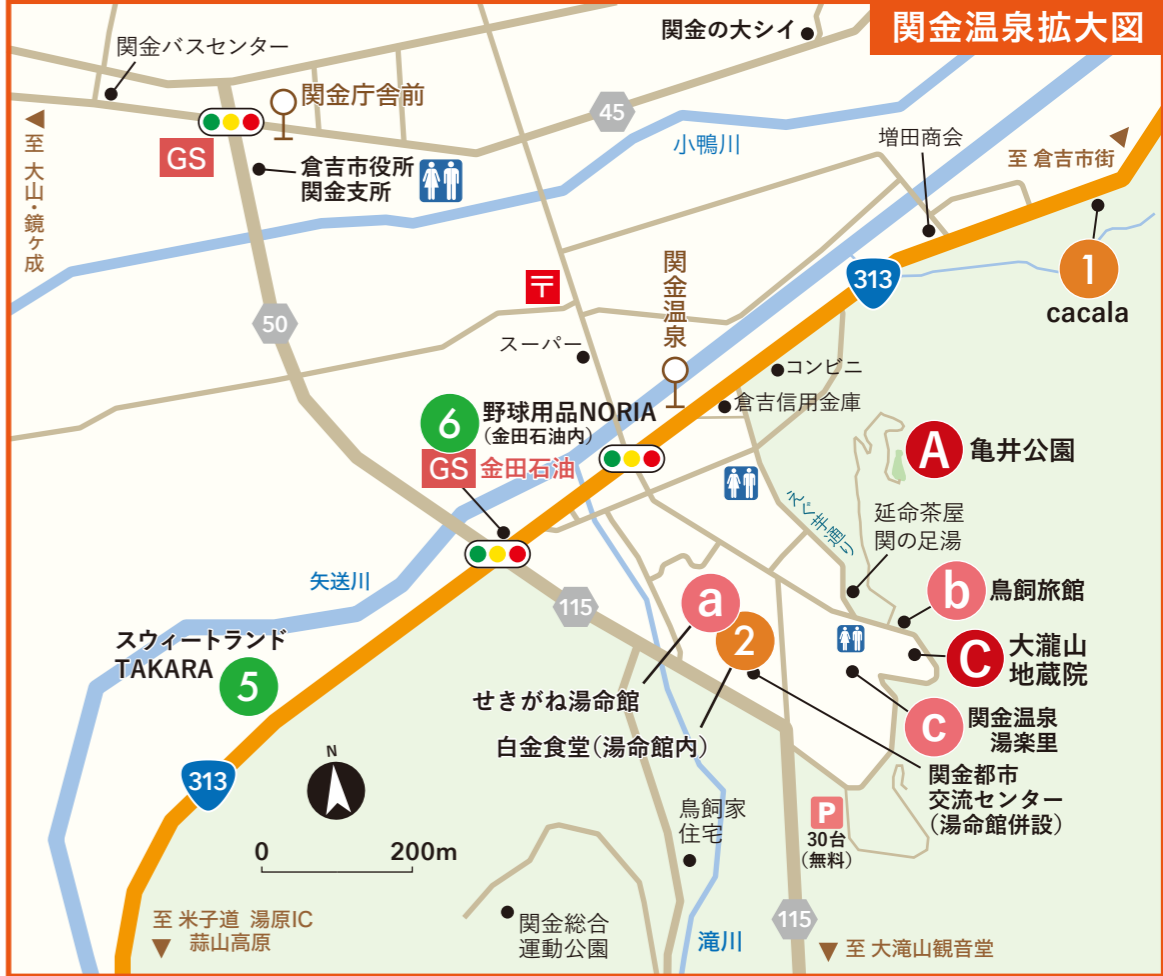 関金温泉拡大図
関金の大シイ
関金バスセンター
関金庁舎前
45
至 大山・鏡ヶ成
GS
倉吉市役所
関金支所
小鴨川
増田商会
至 倉吉市街
313
1
cacala
関金温泉
〒
50
スーパー
コンビニ
倉吉信用金庫
6
野球用品NORIA
(金田石油内)
GS
金田石油
A
亀井公園
えぐ芋通り
延命茶屋
関の足湯
矢送川
115
a
2
b
鳥飼旅館
C
大瀧山
地蔵院
スウィートランド
TAKARA
5
せきがね湯命館
白金食堂(湯命館内)
c
関金温泉
湯楽里
関金都市
交流センター
(湯命館併設)
313
N
0
200m
鳥飼家
住宅
P
30台
(無料)
至 米子道 湯原IC
蒜山高原
関金総合
運動公園
滝川
115
至 大滝山観音堂